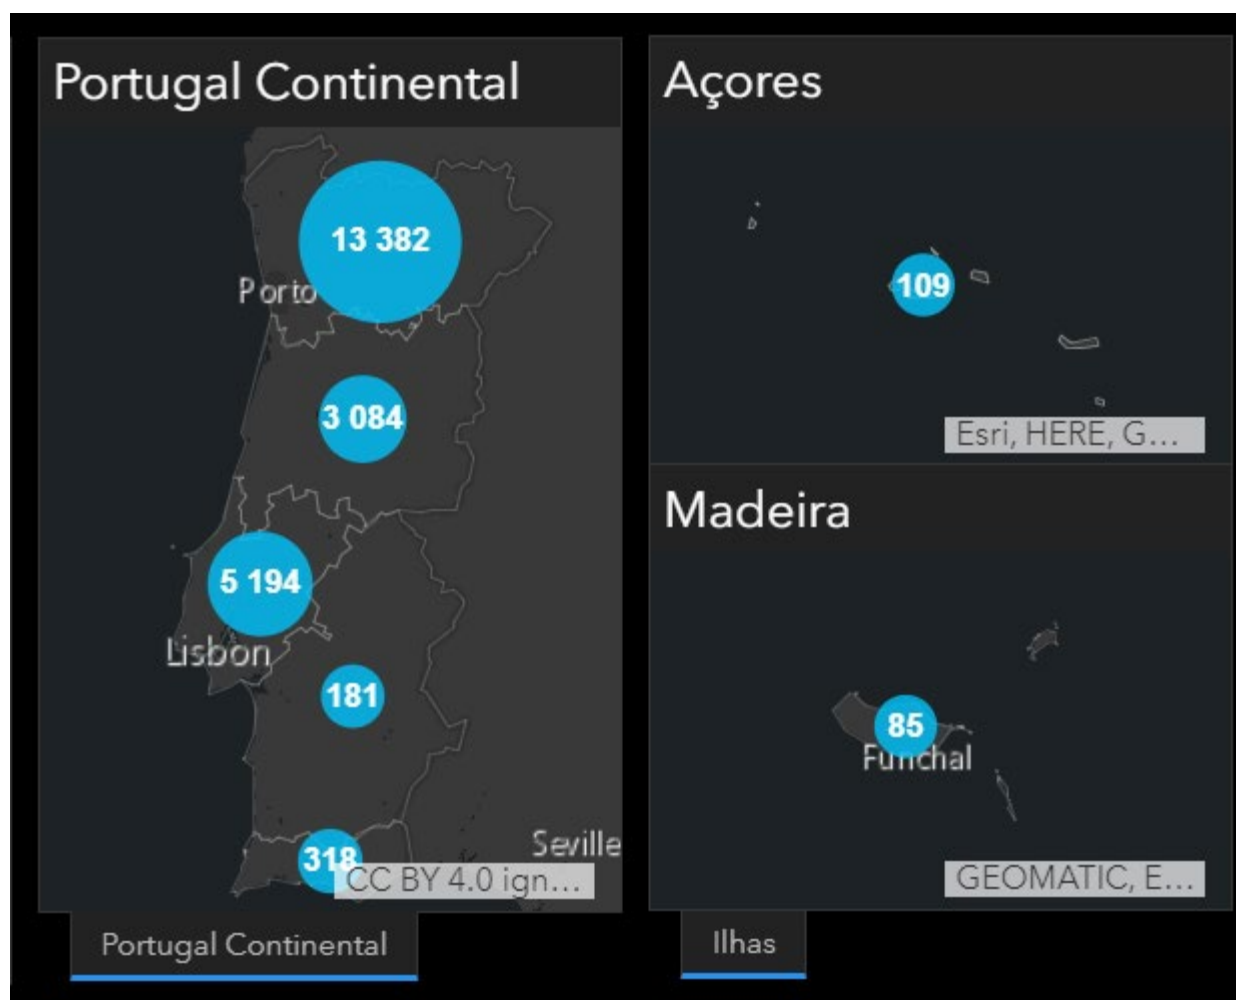 Portugal Continental
13 382
Porto
3 084
5 194
Lisbon
181
Seville
318
CC BY 4.0 ign...
Portugal Continental
Açores
109
Esri, HERE, G...
Madeira
85
Funchal
GEOMATIC, E...
Ilhas